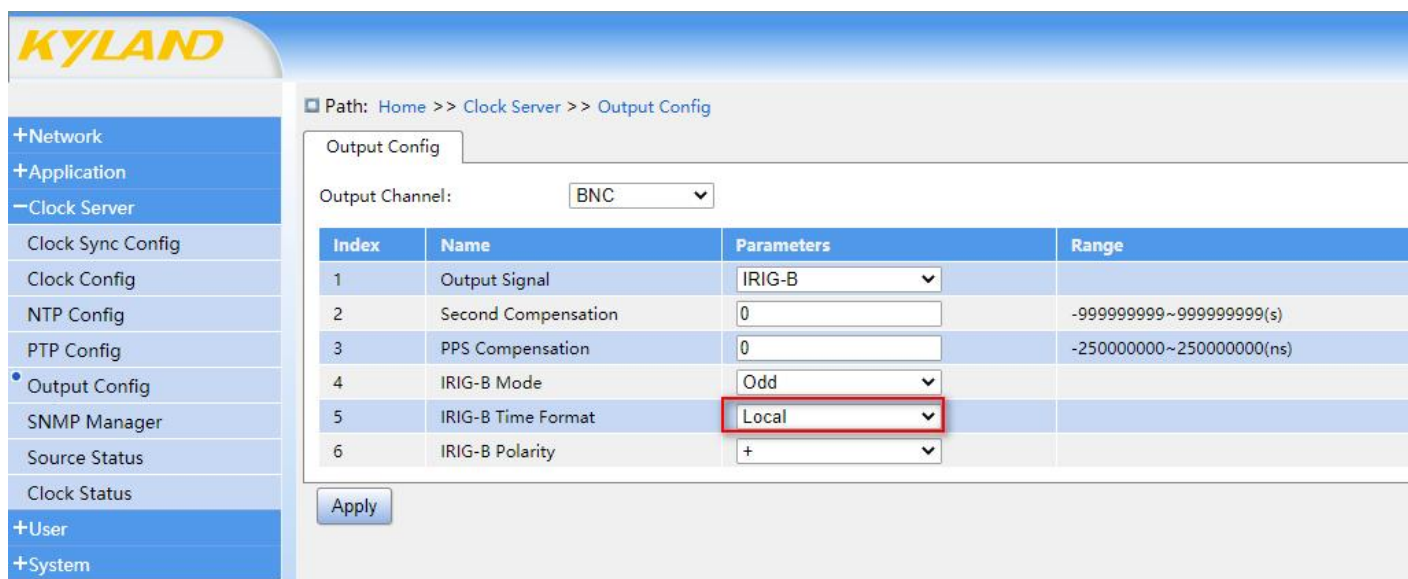 KYLAND
Path: Home >> Clock Server >> Output Config
+Network
+Application
−Clock Server
Clock Sync Config
Clock Config
NTP Config
PTP Config
Output Config
SNMP Manager
Source Status
Clock Status
+User
+System
Output Config
Output Channel: BNC
Index Name Parameters Range
1 Output Signal IRIG-B
2 Second Compensation 0 -999999999~999999999(s)
3 PPS Compensation 0 -250000000~250000000(ns)
4 IRIG-B Mode Odd
5 IRIG-B Time Format Local
6 IRIG-B Polarity +
Apply